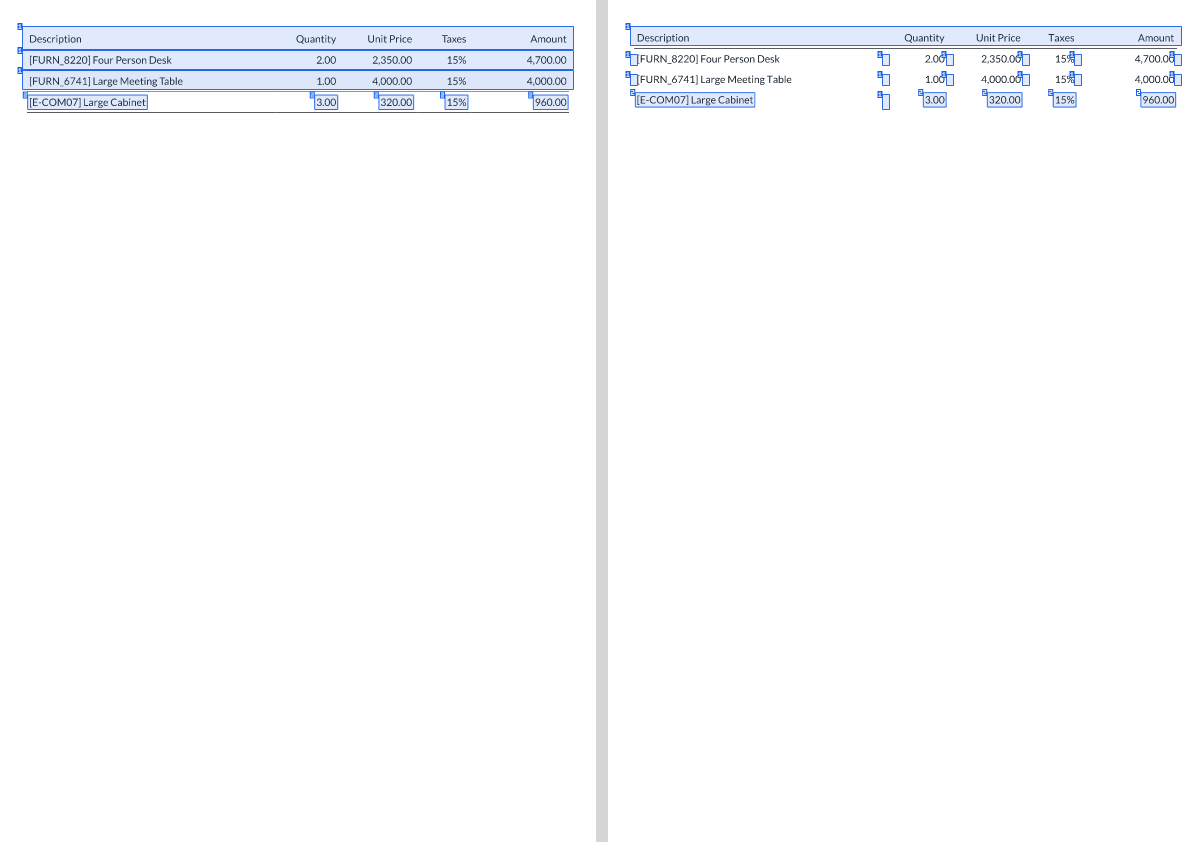 Description Quantity Unit Price Taxes Amount
[FURN_8220] Four Person Desk 2.00 2,350.00 15% 4,700.00
[FURN_6741] Large Meeting Table 1.00 4,000.00 15% 4,000.00
[E-COM07] Large Cabinet 3.00 320.00 15% 960.00
Description Quantity Unit Price Taxes Amount
[FURN_8220] Four Person Desk 2.00 2,350.00 15% 4,700.00
[FURN_6741] Large Meeting Table 1.00 4,000.00 15% 4,000.00
[E-COM07] Large Cabinet 3.00 320.00 15% 960.00